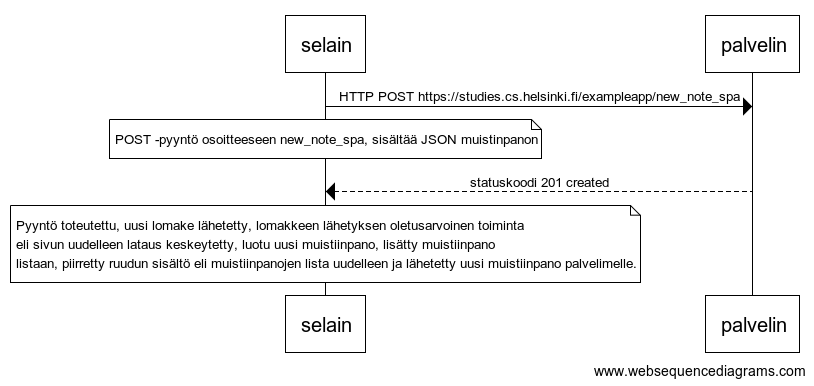 selain
palvelin
HTTP POST https://studies.cs.helsinki.fi/exampleapp/new_note_spa
POST -pyyntö osoitteeseen new_note_spa, sisältää JSON muistinpanon
statuskoodi 201 created
Pyyntö toteutettu, uusi lomake lähetetty, lomakkeen lähetyksen oletusarvoinen toiminta
eli sivun uudelleen lataus keskeytetty, luotu uusi muistiinpano, lisätty muistiinpano
listaan, piirretty ruudun sisältö eli muistiinpanojen lista uudelleen ja lähetetty uusi muistiinpano palvelimelle.
selain
palvelin
www.websequencediagrams.com